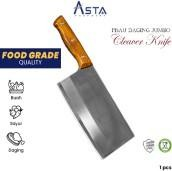 ASTA
PISAU DAGING JUMBO
Cleaver Knife
FOOD GRADE
QUALITY
Buah
Sayur
Daging
1 pcs